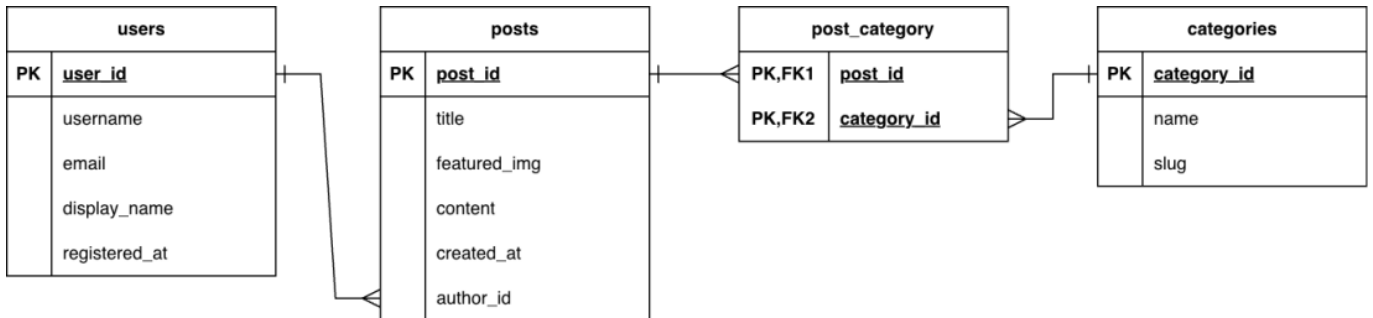 users
PK user_id
username
email
display_name
registered_at
posts
PK post_id
title
featured_img
content
created_at
author_id
post_category
PK,FK1 post_id
PK,FK2 category_id
categories
PK category_id
name
slug